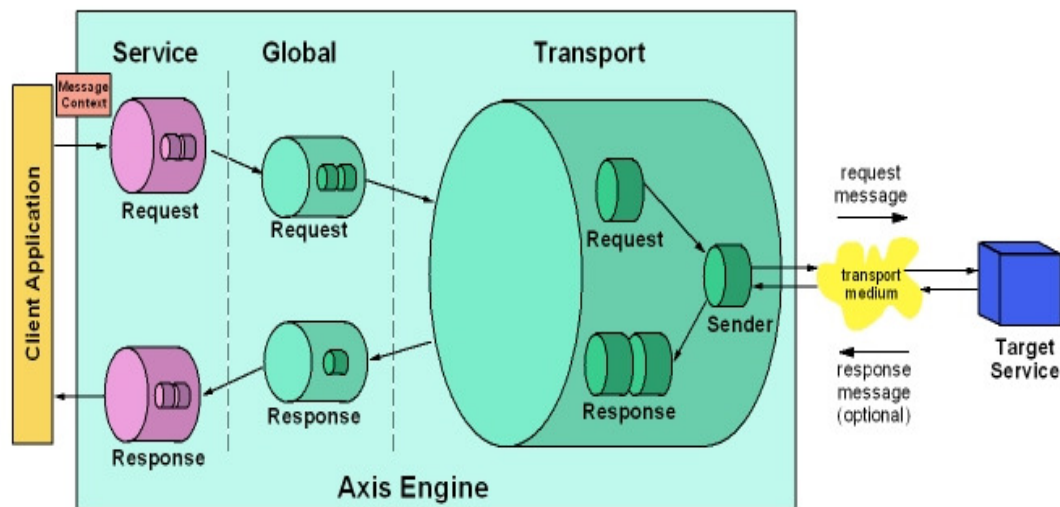 Service
Global
Transport
Message
Context
Client Application
Request
Request
Request
Sender
Response
Response
Response
Axis Engine
request
message
transport
medium
response
message
(optional)
Target
Service